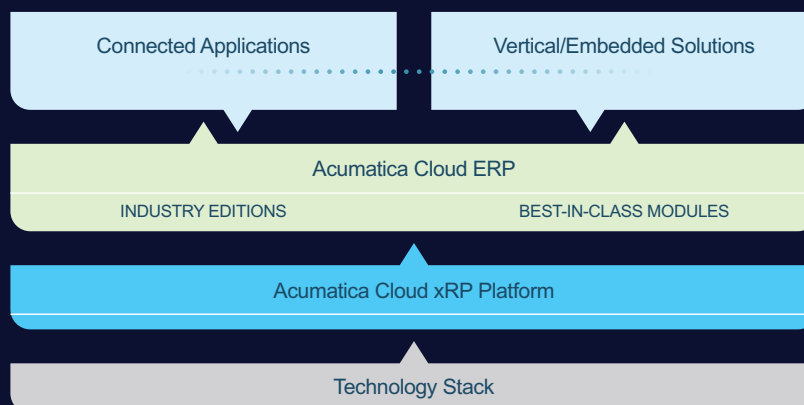 Connected Applications
Vertical/Embedded Solutions
Acumatica Cloud ERP
INDUSTRY EDITIONS
BEST-IN-CLASS MODULES
Acumatica Cloud xRP Platform
Technology Stack